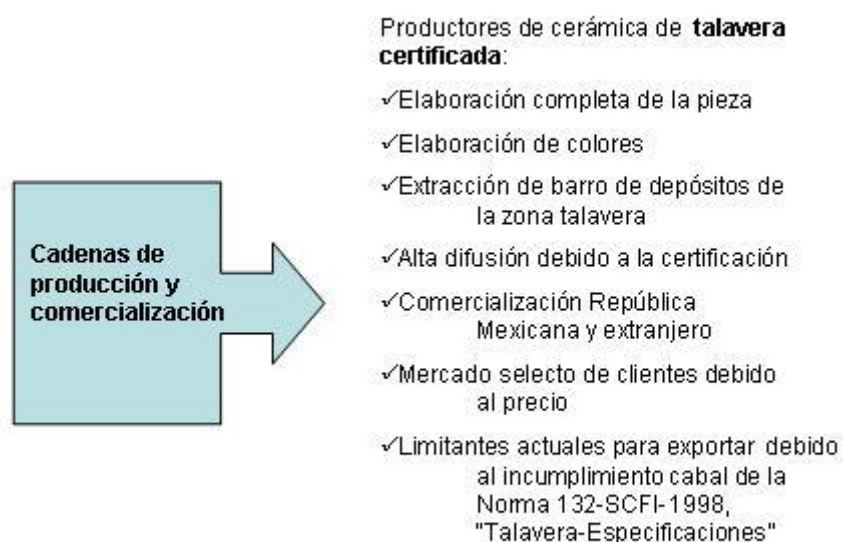 Productores de cerámica de talavera
certificada:
✓Elaboración completa de la pieza
✓Elaboración de colores
✓Extracción de barro de depósitos de
la zona talavera
✓Alta difusión debido a la certificación
✓Comercialización República
Mexicana y extranjero
✓Mercado selecto de clientes debido
al precio
✓Limitantes actuales para exportar debido
al incumplimiento cabal de la
Norma 132-SCFI-1998,
"Talavera-Especificaciones"
Cadenas de
producción y
comercialización